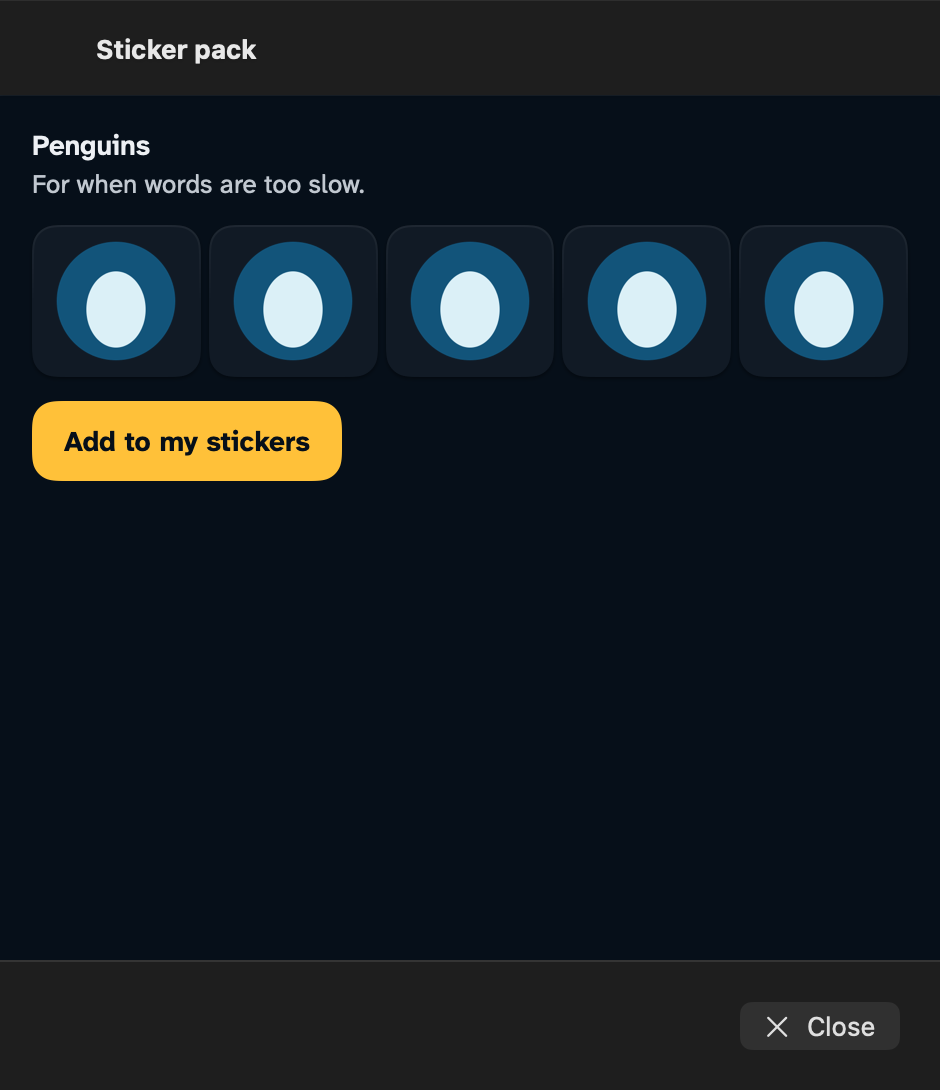 Sticker pack
Penguins
For when words are too slow.
Add to my stickers
Close